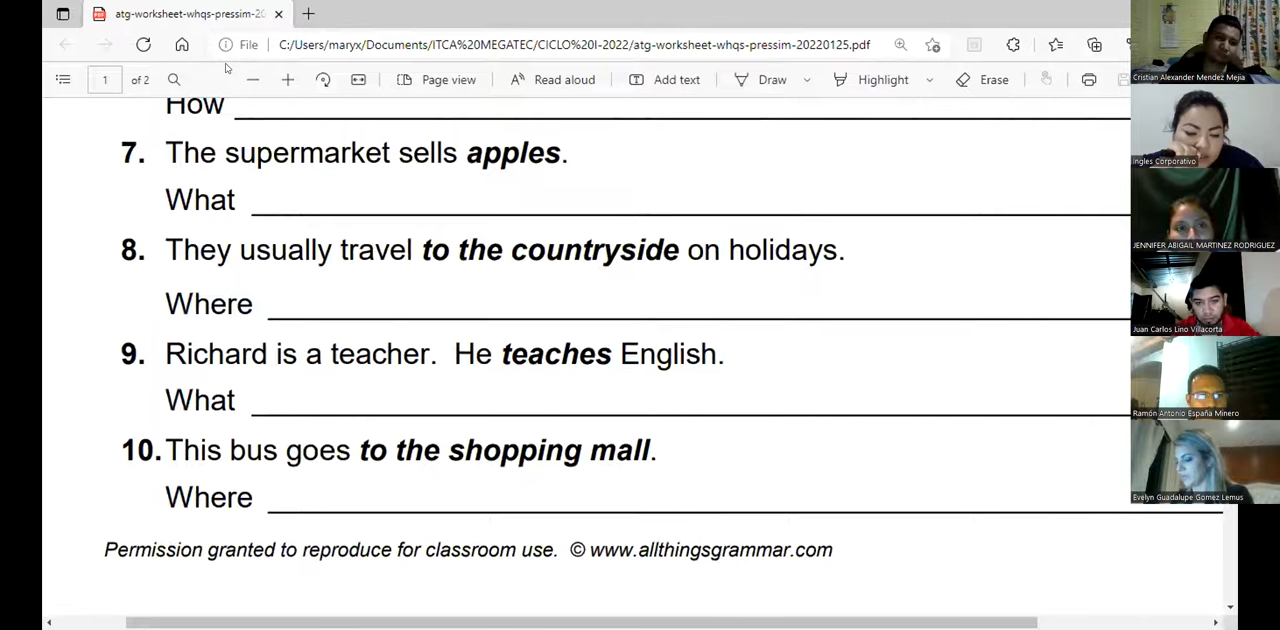 atg-worksheet-whqs-pressim-20
File C:/Users/maryx/Documents/ITCA%20MEGATEC/CICLO%20I-2022/atg-worksheet-whqs-pressim-20220125.pdf
1 of 2 Page view Read aloud Add text Draw Highlight Erase
How
7. The supermarket sells apples.
What
8. They usually travel to the countryside on holidays.
Where
9. Richard is a teacher. He teaches English.
What
10. This bus goes to the shopping mall.
Where
Permission granted to reproduce for classroom use. © www.allthingsgrammar.com
Cristian Alexander Mendez Mejia
Ingles Corporativo
JENNIFER ABIGAIL MARTINEZ RODRIGUEZ
Juan Carlos Lino Villacorta
Ramón Antonio España Minero
Evelyn Guadalupe Gomez Lemus